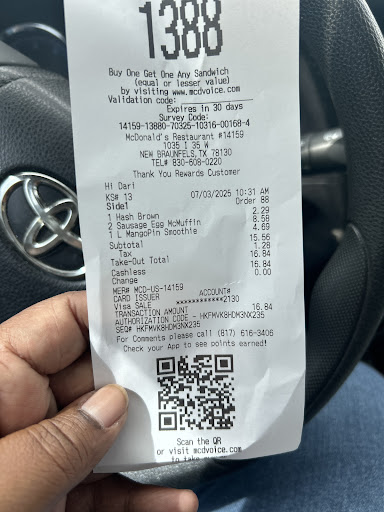 1388
Buy One Get One Any Sandwich
(equal or lesser value)
by visiting www.mcdvoice.com
Validation code:
Expires in 30 days
Survey Code:
14159-13880-70325-10316-00168-4
McDonald's Restaurant #14159
1035 I 35 W
NEW BRAUNFELS,TX 78130
TEL# 830-608-0220
Thank You Rewards Customer
Hi Dari
KS# 13 07/03/2025 10:31 AM
Side1 Order 88
1 Hash Brown 2.29
2 Sausage Egg McMuffin 8.58
1 L MangoPin Smoothie 4.69
Subtotal 15.56
Tax 1.28
Take-Out Total 16.84
Cashless 16.84
Change 0.00
MER# MCD-US-14159
CARD ISSUER ACCOUNT#
Visa SALE ************2130
TRANSACTION AMOUNT 16.84
AUTHORIZATION CODE - HKFMVK8HDM3NX235
SEQ# HKFMVK8HDM3NX235
For Comments please call (817) 616-3406
Check your App to see points earned!
Scan the QR
or visit www.mcdvoice.com